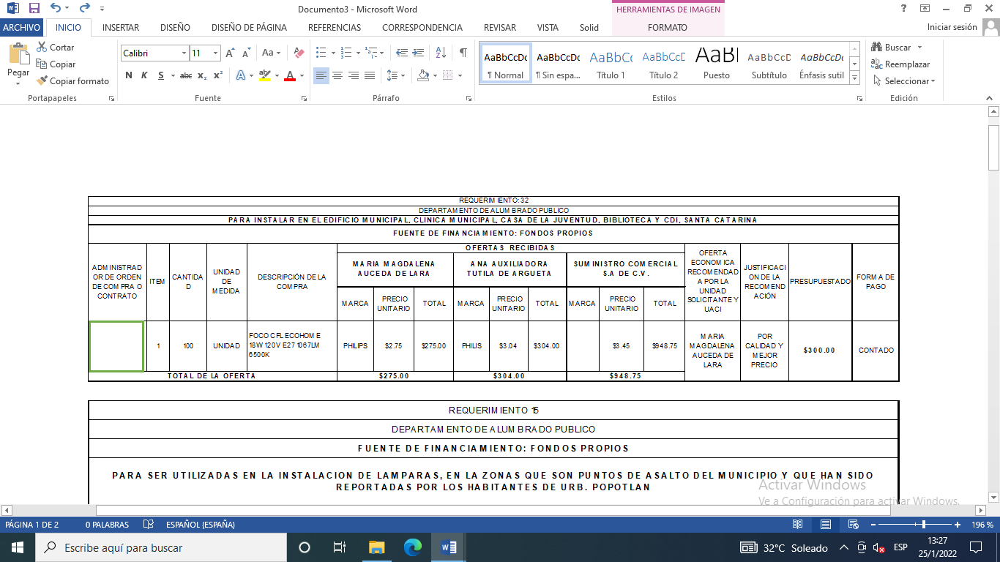 Documento3 - Microsoft Word
HERRAMIENTAS DE IMAGEN
ARCHIVO INICIO INSERTAR DISEÑO DISEÑO DE PÁGINA REFERENCIAS CORRESPONDENCIA REVISAR VISTA Solid FORMATO Iniciar sesión
Pegar
Cortar
Copiar
Copiar formato
Portapapeles
Calibri 11
N K S abc x₂ x²
Fuente
Párrafo
AaBbCcDc AaBbCcDc AaBbCc AaBbCcD AaBl AaBbCcD AaBbCcDc
¶ Normal ¶ Sin espa... Título 1 Título 2 Puesto Subtítulo Énfasis sutil
Estilos
Buscar
Reemplazar
Seleccionar
Edición
REQUERIMIENTO: 32
DEPARTAMENTO DE ALUMBRADO PUBLICO
PARA INSTALAR EN EL EDIFICIO MUNICIPAL, CLINICA MUNICIPAL, CASA DE LA JUVENTUD, BIBLIOTECA Y CDI, SANTA CATARINA
FUENTE DE FINANCIAMIENTO: FONDOS PROPIOS
ADMINISTRAD
OR DE ORDEN
DE COMPRA O
CONTRATO
ITEM
CANTIDA
D
UNIDAD
DE
MEDIDA
DESCRIPCIÓN DE LA
COMPRA
OFERTAS RECIBIDAS
MARIA MAGDALENA
AUCEDA DE LARA
ANA AUXILIADORA
TUTILA DE ARGUETA
SUMINISTRO COMERCIAL
S.A DE C.V.
MARCA
PRECIO
UNITARIO
TOTAL
MARCA
PRECIO
UNITARIO
TOTAL
MARCA
PRECIO
UNITARIO
TOTAL
OFERTA
ECONOMICA
RECOMENDAD
A POR LA
UNIDAD
SOLICITANTE Y
UACI
JUSTIFICACI
ON DE LA
RECOMEND
ACIÓN
PRESUPUESTADO
FORMA DE
PAGO
1
100
UNIDAD
FOCO CFL ECOHOME
18W 120V E27 1067LM
6500K
PHILIPS
$2.75
$275.00
PHILIS
$3.04
$304.00
$3.45
$948.75
MARIA
MAGDALENA
AUCEDA DE
LARA
POR
CALIDAD Y
MEJOR
PRECIO
$300.00
CONTADO
TOTAL DE LA OFERTA $275.00 $304.00 $948.75
REQUERIMIENTO 15
DEPARTAMENTO DE ALUMBRADO PUBLICO
FUENTE DE FINANCIAMIENTO: FONDOS PROPIOS
PARA SER UTILIZADAS EN LA INSTALACION DE LAMPARAS, EN LA ZONAS QUE SON PUNTOS DE ASALTO DEL MUNICIPIO Y QUE HAN SIDO
REPORTADAS POR LOS HABITANTES DE URB. POPOTLAN
Activar Windows
Ve a Configuración para activar Windows.
PÁGINA 1 DE 2 0 PALABRAS ESPAÑOL (ESPAÑA) 196 %
Escribe aquí para buscar
32°C Soleado
ESP
13:27
25/1/2022